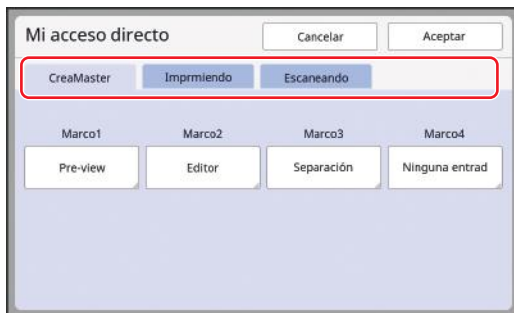 Mi acceso directo Cancelar Aceptar
CreaMaster Imprmiendo Escaneando
Marco1 Marco2 Marco3 Marco4
Pre-view Editor Separación Ninguna entrad